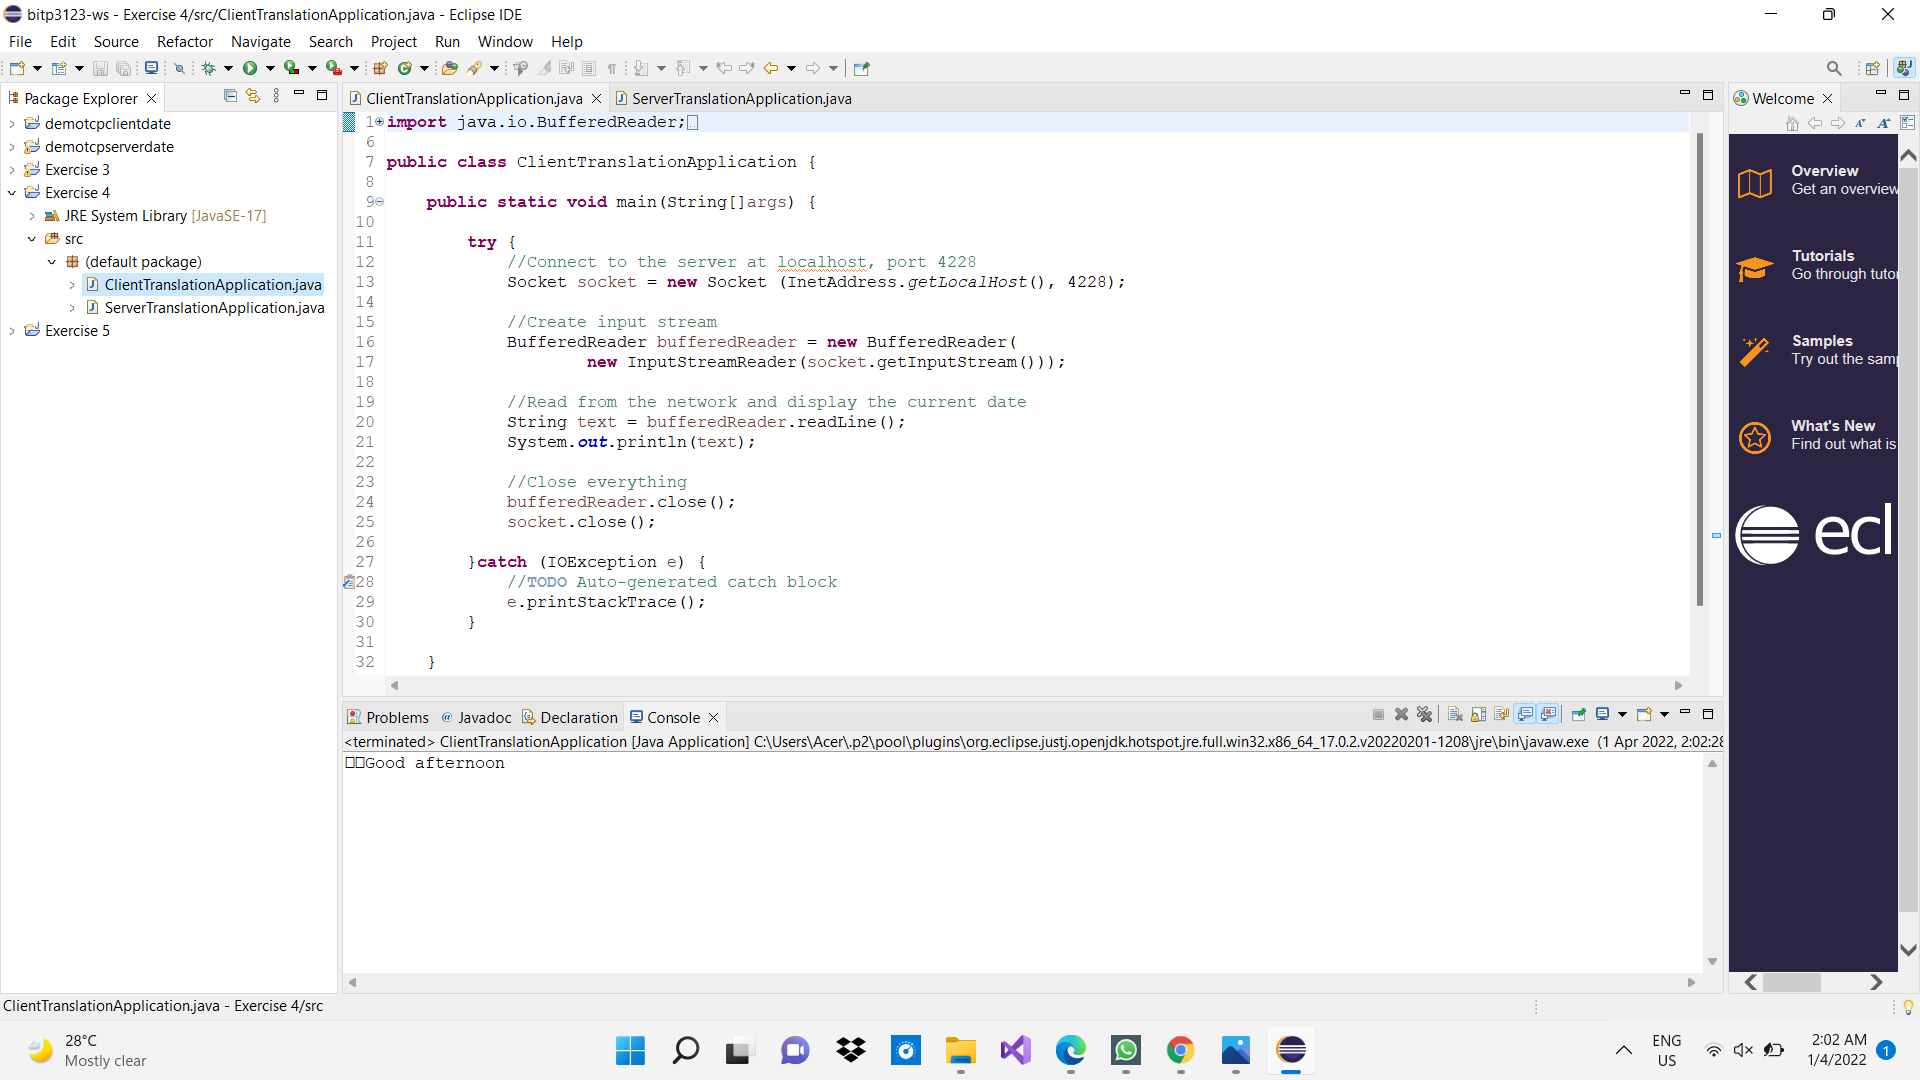 bitp3123-ws - Exercise 4/src/ClientTranslationApplication.java - Eclipse IDE
File Edit Source Refactor Navigate Search Project Run Window Help
Package Explorer
demotcpclientdate
demotcpserverdate
Exercise 3
Exercise 4
JRE System Library [JavaSE-17]
src
(default package)
ClientTranslationApplication.java
ServerTranslationApplication.java
Exercise 5
ClientTranslationApplication.java ServerTranslationApplication.java
1 import java.io.BufferedReader;
6
7 public class ClientTranslationApplication {
8
9 public static void main(String[]args) {
10
11 try {
12 //Connect to the server at localhost, port 4228
13 Socket socket = new Socket (InetAddress.getLocalHost(), 4228);
14
15 //Create input stream
16 BufferedReader bufferedReader = new BufferedReader(
17 new InputStreamReader(socket.getInputStream()));
18
19 //Read from the network and display the current date
20 String text = bufferedReader.readLine();
21 System.out.println(text);
22
23 //Close everything
24 bufferedReader.close();
25 socket.close();
26
27 }catch (IOException e) {
28 //TODO Auto-generated catch block
29 e.printStackTrace();
30 }
31
32 }
Problems @ Javadoc Declaration Console
<terminated> ClientTranslationApplication [Java Application] C:\Users\Acer\.p2\pool\plugins\org.eclipse.justj.openjdk.hotspot.jre.full.win32.x86_64_17.0.2.v20220201-1208\jre\bin\javaw.exe (1 Apr 2022, 2:02:28
□□Good afternoon
Welcome
Overview
Get an overview
Tutorials
Go through tutor
Samples
Try out the sam
What's New
Find out what is
ecl
ClientTranslationApplication.java - Exercise 4/src
28°C
Mostly clear
ENG
US
2:02 AM
1/4/2022
1